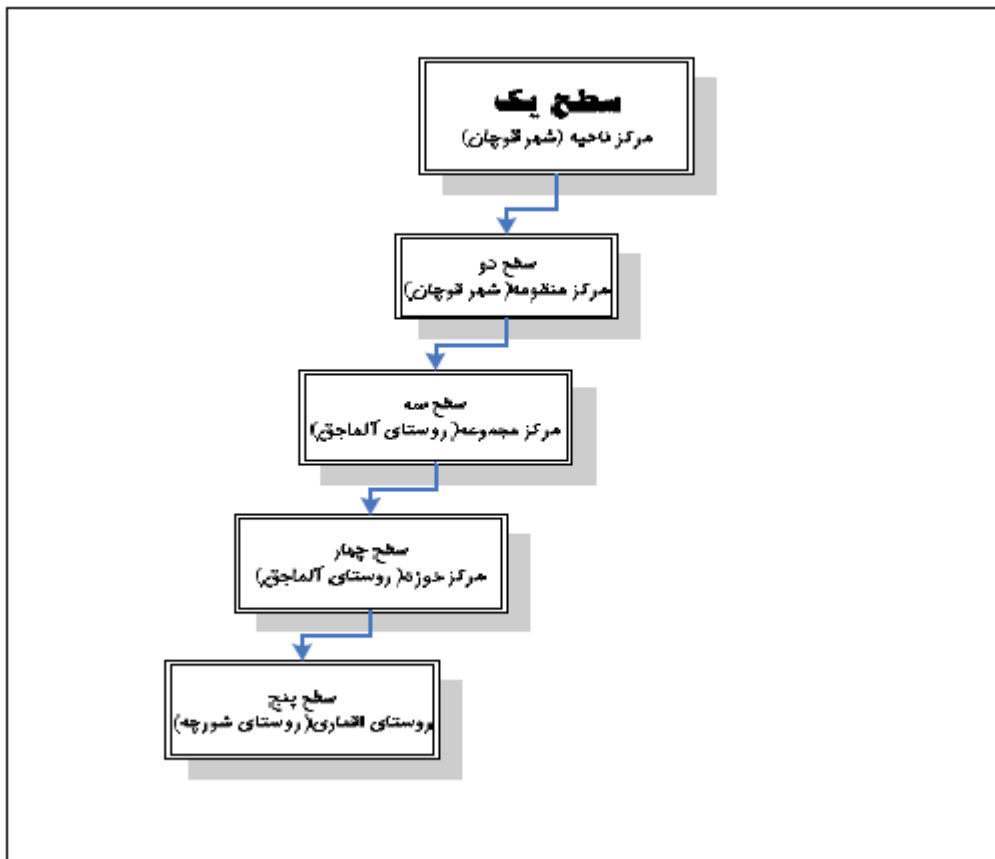 سطح یک
مرکز ناحیه (شهر قوچان)
سطح دو
مرکز منظومه( شهر قوچان)
سطح سه
مرکز مجموعه( روستای آلماجق)
سطح چهار
مرکز حوزه( روستای آلماجق)
سطح پنج
روستای اقماری( روستای شورچه)